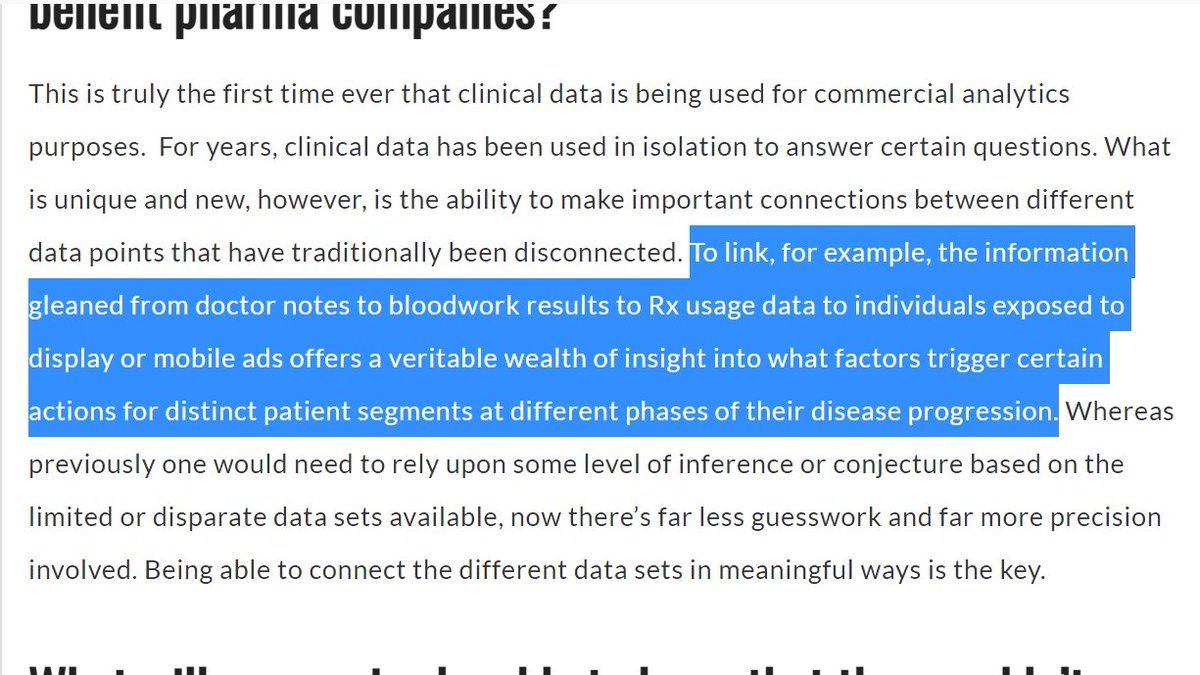 benefit pharma companies?
This is truly the first time ever that clinical data is being used for commercial analytics
purposes.  For years, clinical data has been used in isolation to answer certain questions. What
is unique and new, however, is the ability to make important connections between different
data points that have traditionally been disconnected. To link, for example, the information
gleaned from doctor notes to bloodwork results to Rx usage data to individuals exposed to
display or mobile ads offers a veritable wealth of insight into what factors trigger certain
actions for distinct patient segments at different phases of their disease progression. Whereas
previously one would need to rely upon some level of inference or conjecture based on the
limited or disparate data sets available, now there’s far less guesswork and far more precision
involved. Being able to connect the different data sets in meaningful ways is the key.